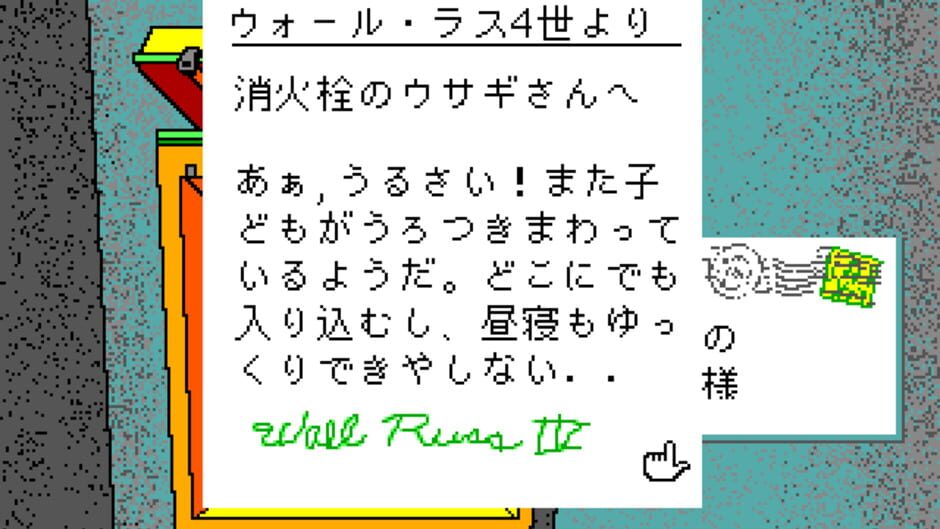 ウォール・ラス4世より
消火栓のウサギさんへ
あぁ,うるさい！また子
どもがうろつきまわって
いるようだ。どこにでも
入り込むし、昼寝もゆっ
くりできやしない．．
Wall Russ IV
の
様